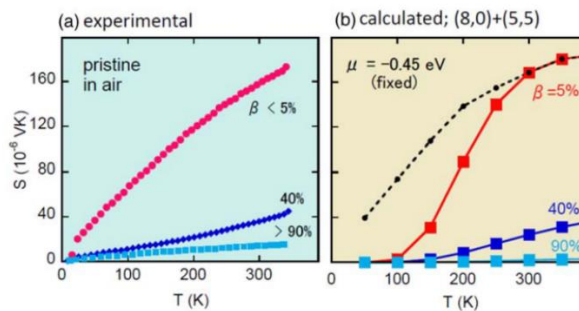 (a) experimental
(b) calculated; (8,0)+(5,5)
S (10⁻⁶ VK)
160
120
80
40
0
pristine
in air
β < 5%
40%
> 90%
0
100
200
300
T (K)
μ = −0.45 eV
(fixed)
β=5%
40%
90%
0
100
200
300
T (K)